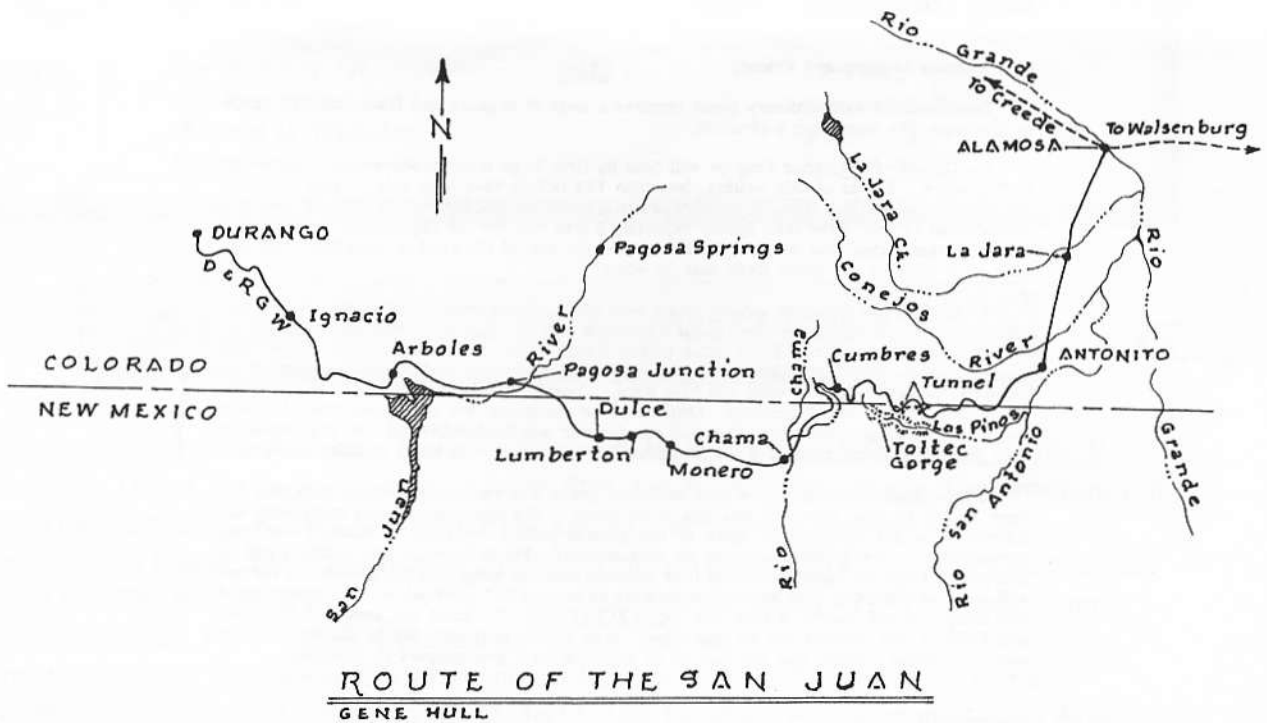 Rio Grande
To Creede
To Walsenburg
ALAMOSA
N
La Jara Ck.
DURANGO
Pagosa Springs
La Jara
Rio
D & RGW
Conejos
Ignacio
River
River
Chama
Arboles
Cumbres
ANTONITO
COLORADO
Pagosa Junction
Tunnel
NEW MEXICO
Dulce
Los Pinos
Chama
Toltec
Gorge
Lumberton
Monero
Grande
San Juan
Rio
Rio San Antonio
ROUTE OF THE SAN JUAN
GENE HULL